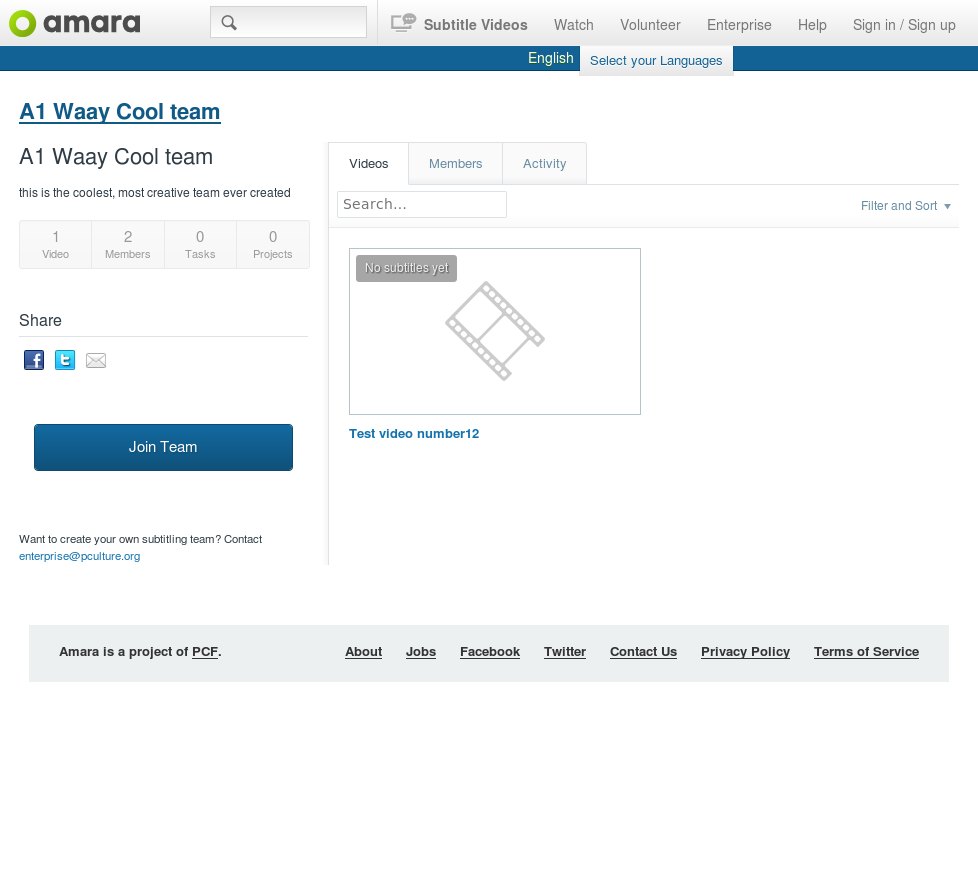 amara
Subtitle Videos Watch Volunteer Enterprise Help Sign in / Sign up
English Select your Languages
A1 Waay Cool team
A1 Waay Cool team
this is the coolest, most creative team ever created
1 Video
2 Members
0 Tasks
0 Projects
Share
Join Team
Want to create your own subtitling team? Contact
enterprise@pculture.org
Videos Members Activity
Search...
Filter and Sort
No subtitles yet
Test video number12
Amara is a project of PCF.
About Jobs Facebook Twitter Contact Us Privacy Policy Terms of Service